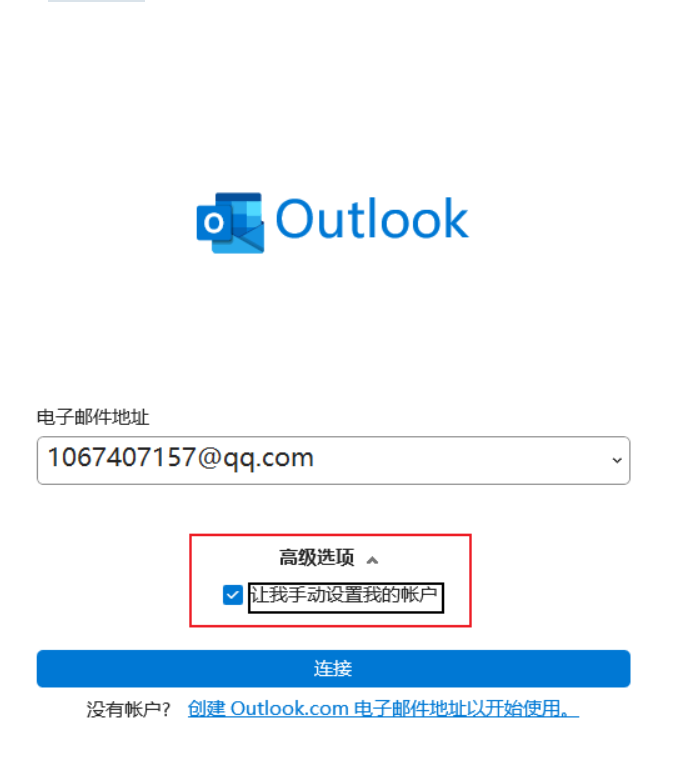 Outlook
电子邮件地址
1067407157@qq.com
高级选项
让我手动设置我的帐户
连接
没有帐户? 创建 Outlook.com 电子邮件地址以开始使用。